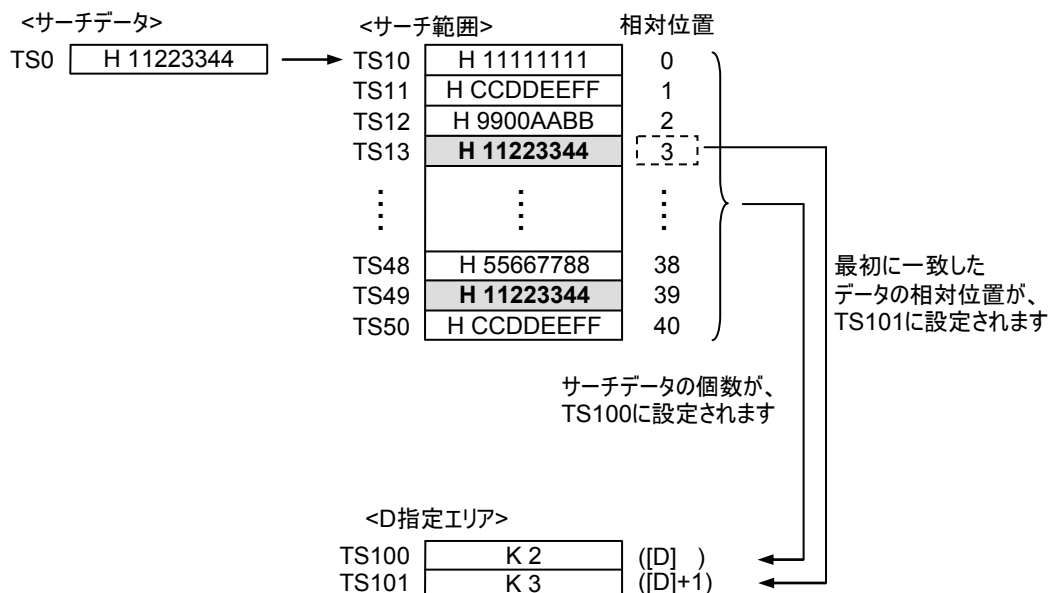 <サーチデータ>
TS0 H 11223344
<サーチ範囲> 相対位置
TS10 H 11111111 0
TS11 H CCDDEEFF 1
TS12 H 9900AABB 2
TS13 H 11223344 3
⋮ ⋮ ⋮
TS48 H 55667788 38
TS49 H 11223344 39
TS50 H CCDDEEFF 40
最初に一致した
データの相対位置が、
TS101に設定されます
サーチデータの個数が、
TS100に設定されます
<D指定エリア>
TS100 K 2 ([D] )
TS101 K 3 ([D]+1)